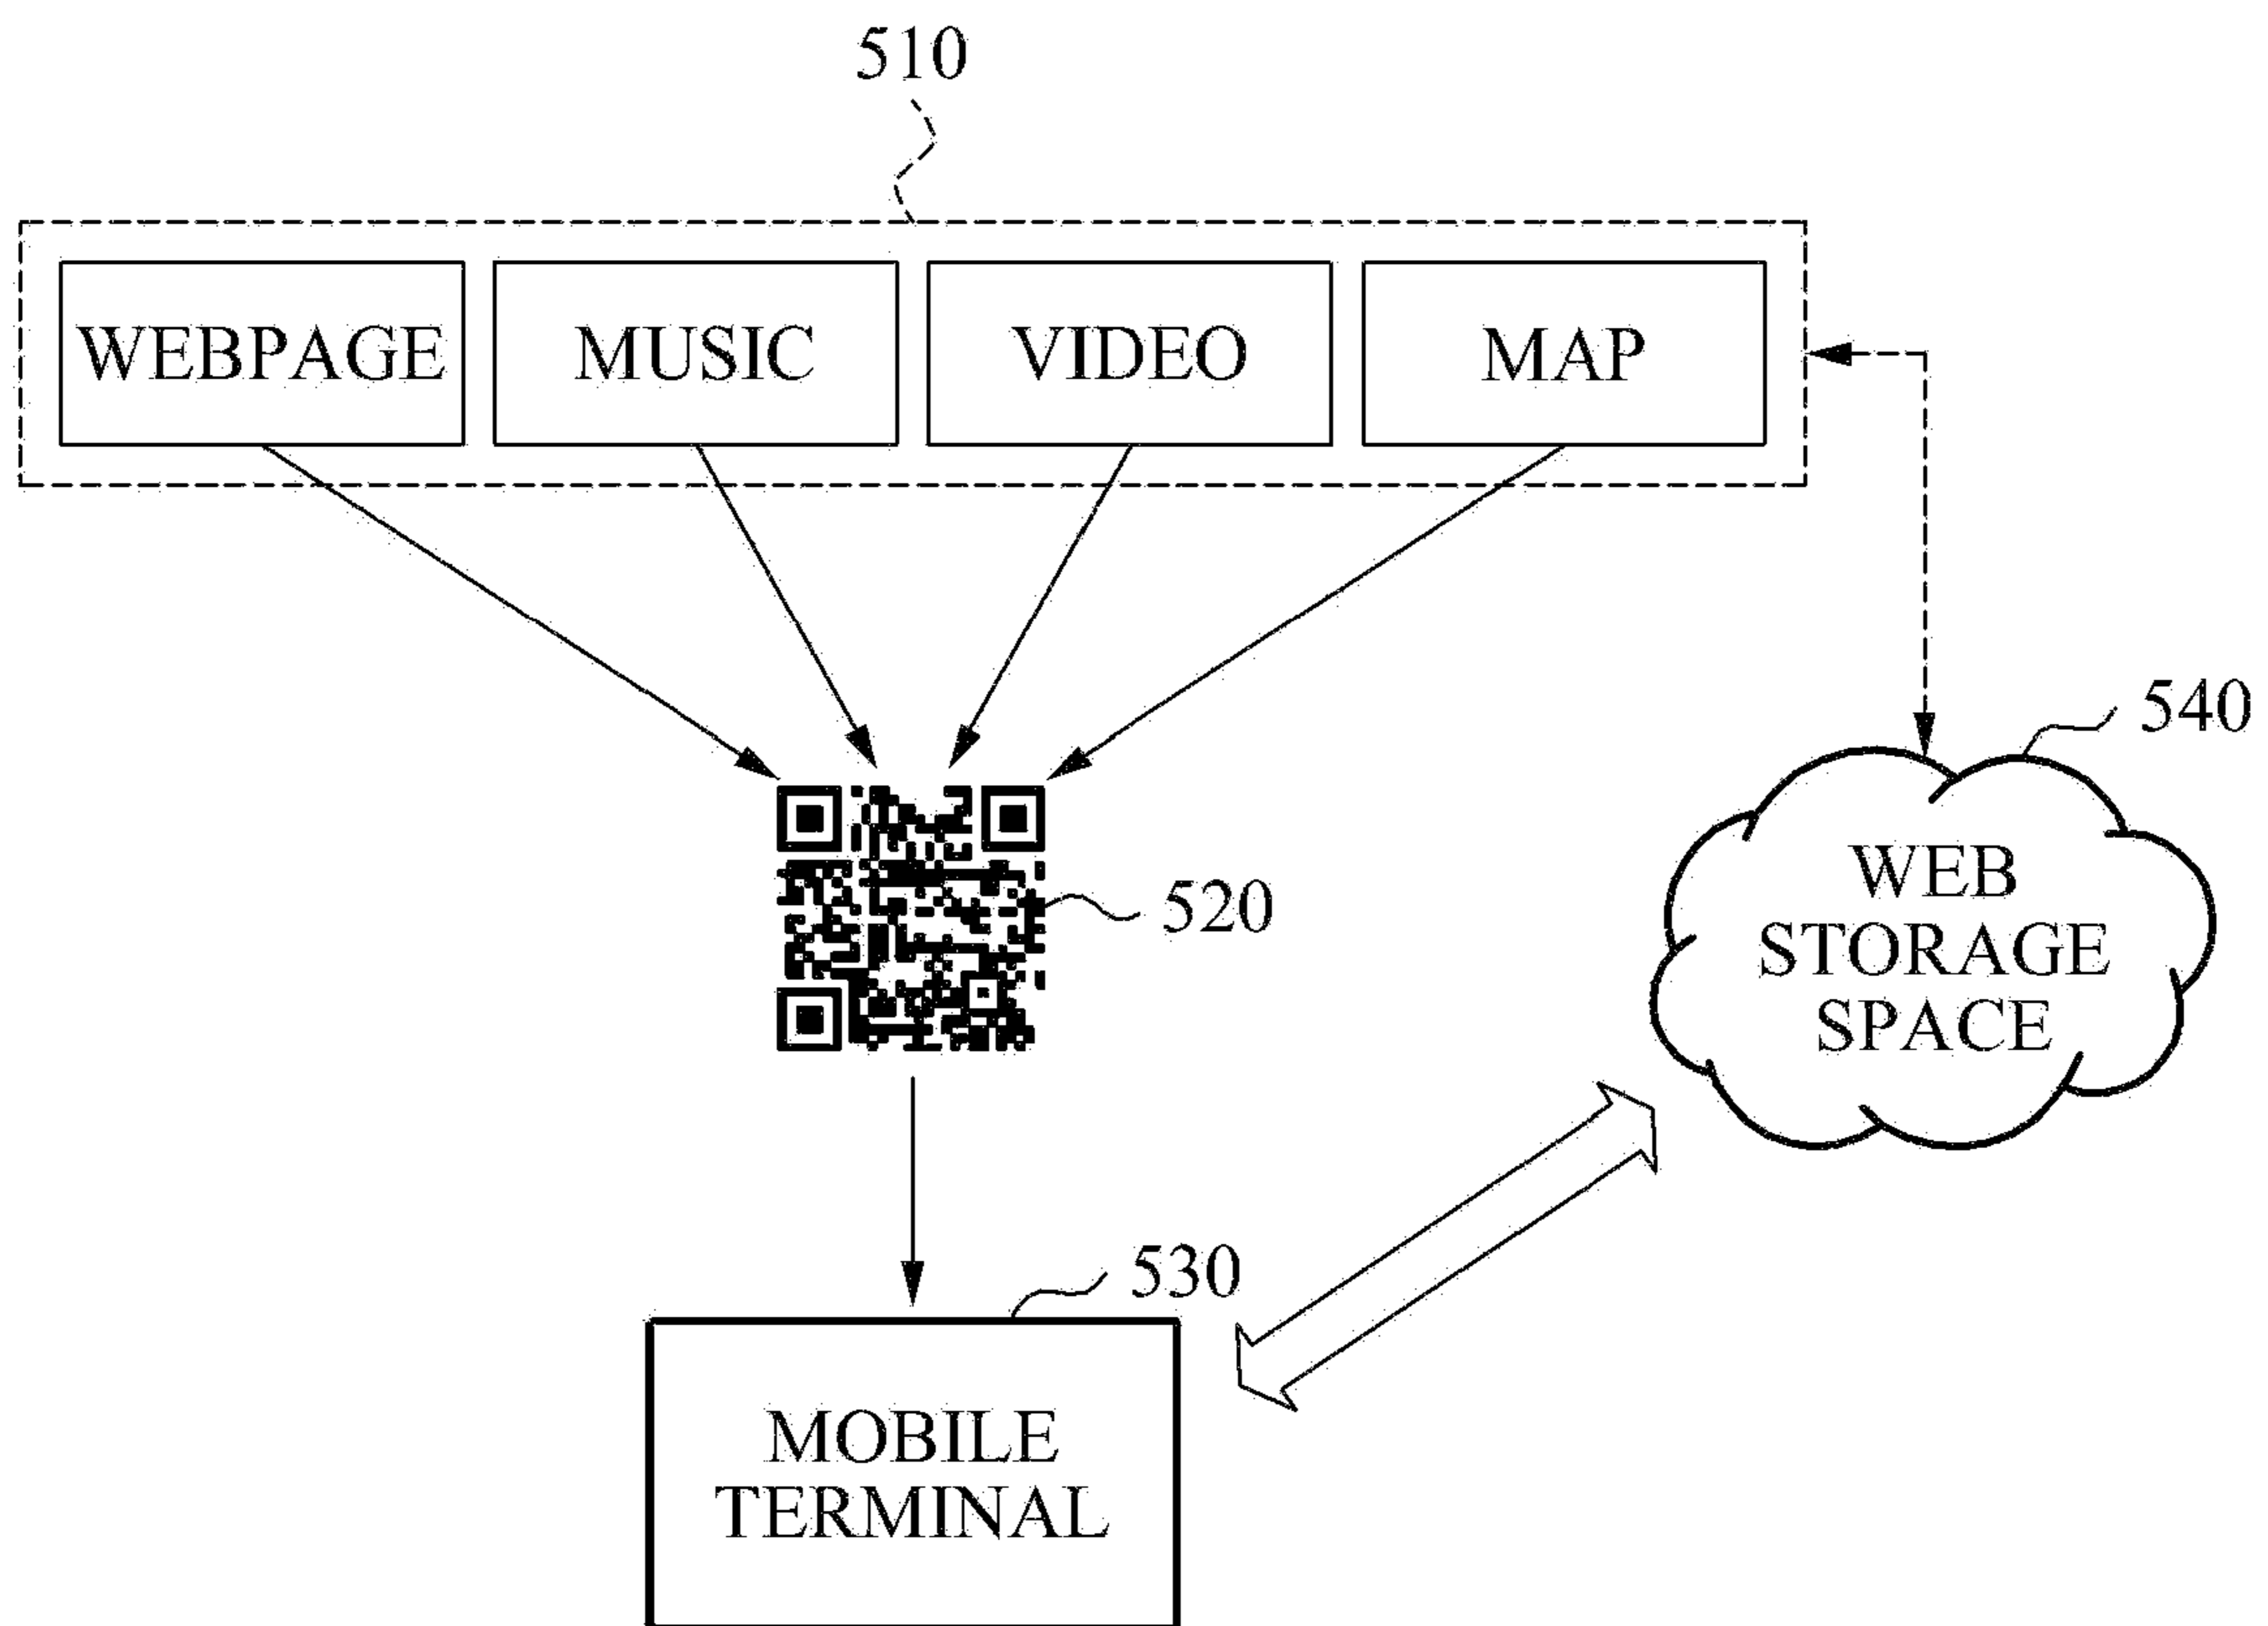 510
WEBPAGE MUSIC VIDEO MAP
540
WEB
STORAGE
SPACE
520
530
MOBILE
TERMINAL